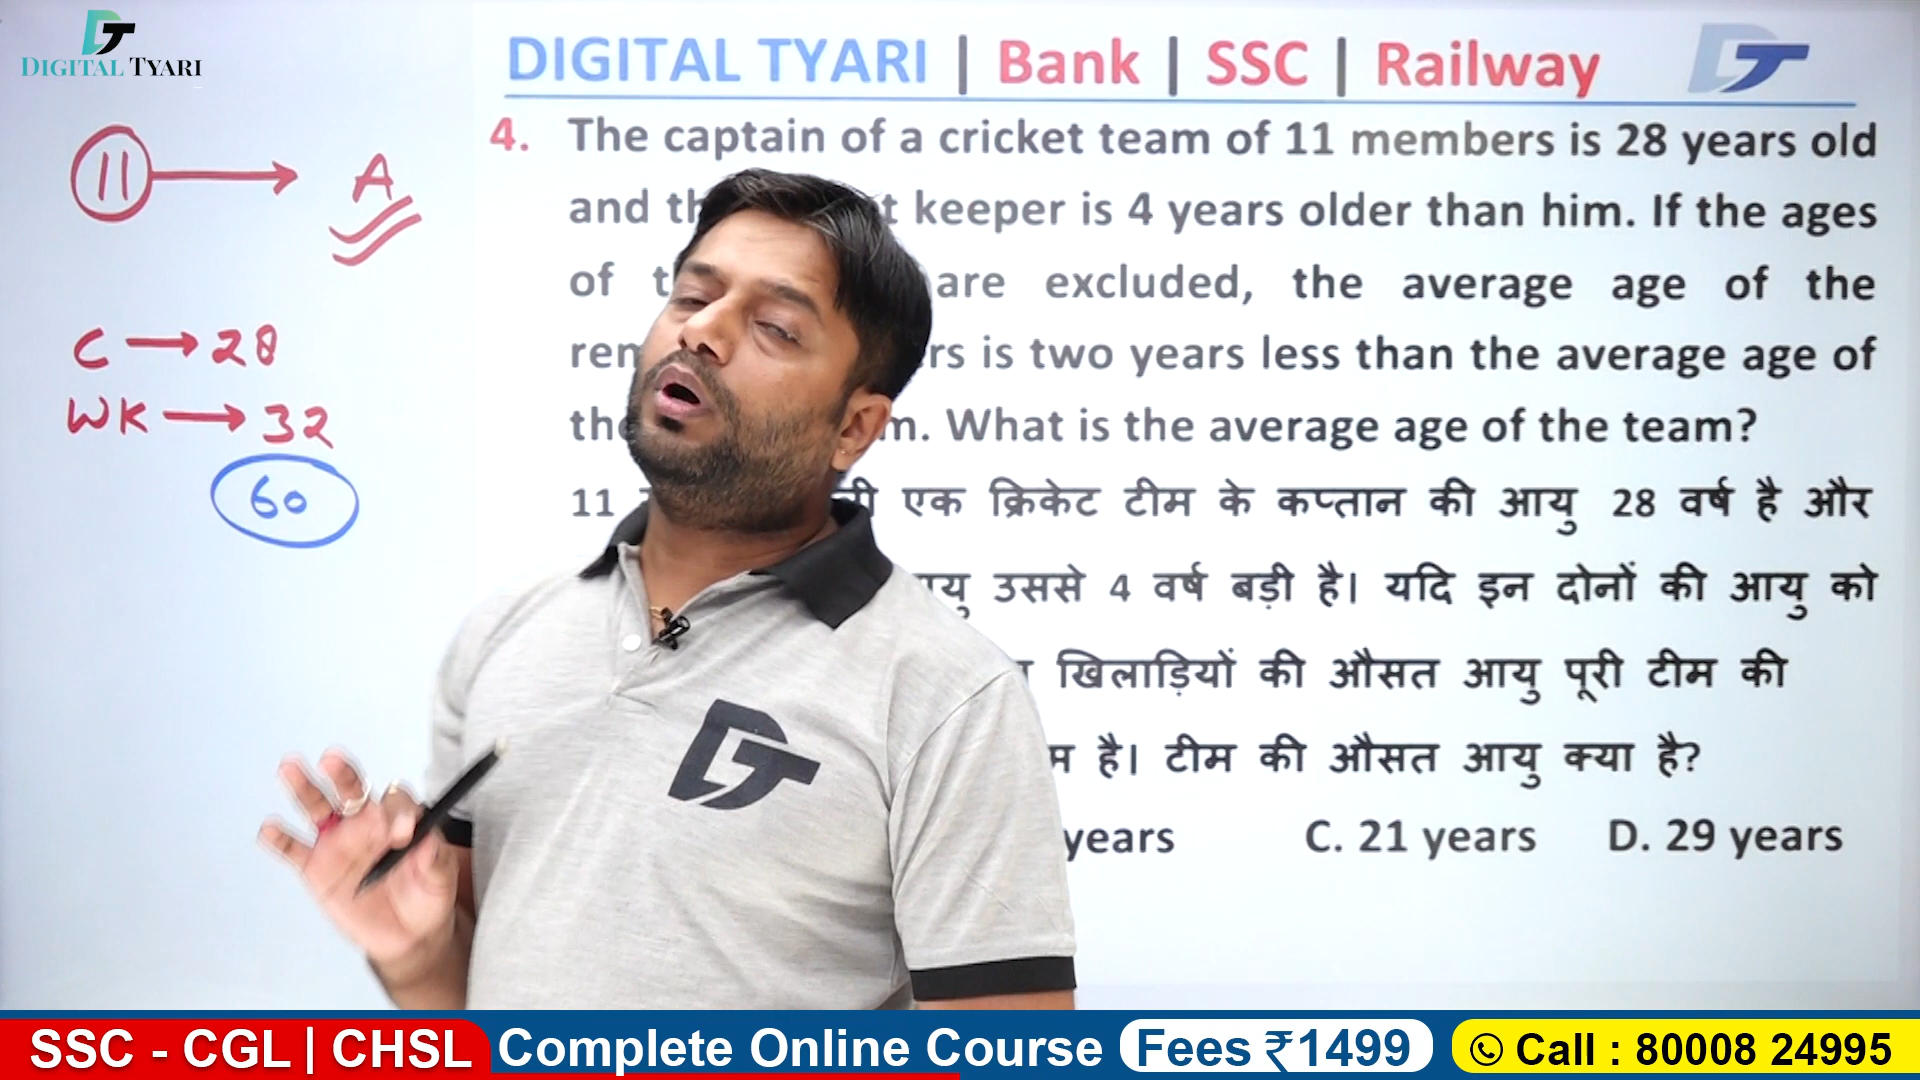 DIGITAL TYARI
DIGITAL TYARI | Bank | SSC | Railway
11 → A
C → 28
WK → 32
60
4. The captain of a cricket team of 11 members is 28 years old
and keeper is 4 years older than him. If the ages
of are excluded, the average age of the
is two years less than the average age of
What is the average age of the team?
11 एक क्रिकेट टीम के कप्तान की आयु 28 वर्ष है और
उससे 4 वर्ष बड़ी है। यदि इन दोनों की आयु को
खिलाड़ियों की औसत आयु पूरी टीम की
है। टीम की औसत आयु क्या है?
years C. 21 years D. 29 years
SSC - CGL | CHSL Complete Online Course Fees ₹1499 Call : 80008 24995